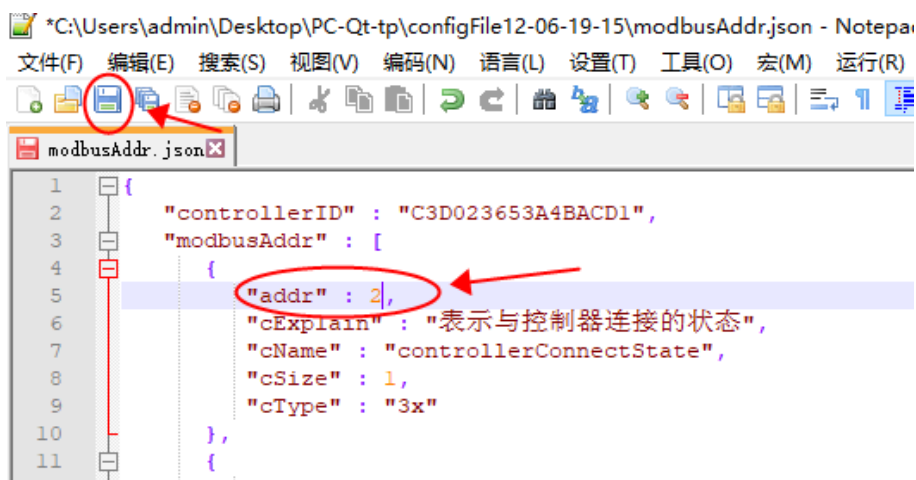 *C:\Users\admin\Desktop\PC-Qt-tp\configFile12-06-19-15\modbusAddr.json - Notepad
文件(F) 编辑(E) 搜索(S) 视图(V) 编码(N) 语言(L) 设置(T) 工具(O) 宏(M) 运行(R)
modbusAddr.json
1 {
2 "controllerID" : "C3D023653A4BACD1",
3 "modbusAddr" : [
4 {
5 "addr" : 2,
6 "cExplain" : "表示与控制器连接的状态",
7 "cName" : "controllerConnectState",
8 "cSize" : 1,
9 "cType" : "3x"
10 },
11 {